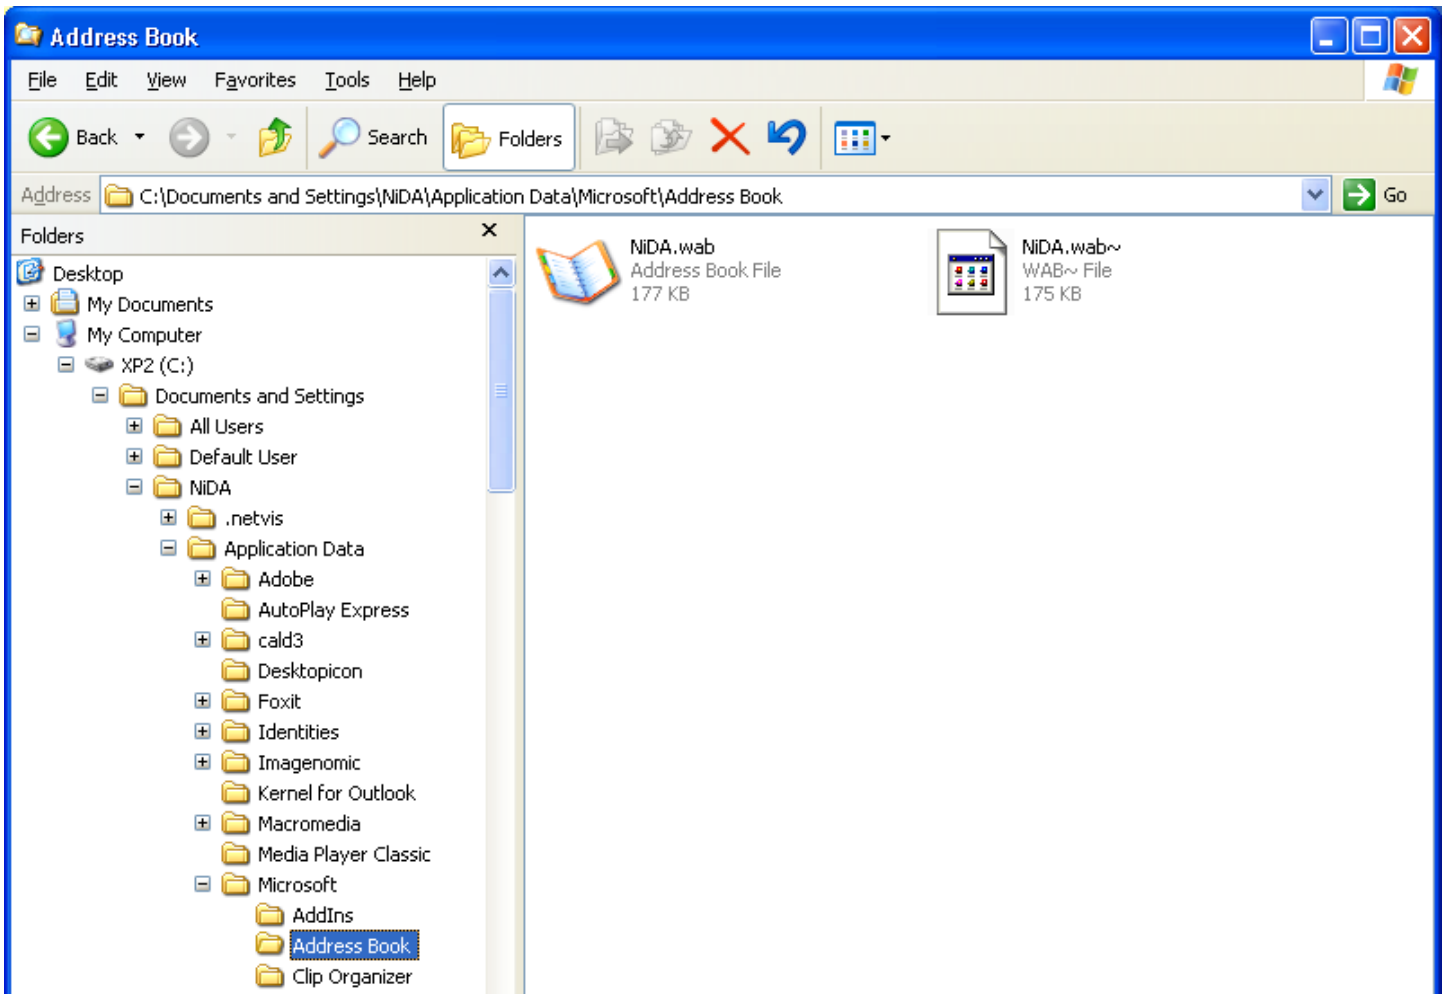 Address Book
File Edit View Favorites Tools Help
Back Search Folders
Address C:\Documents and Settings\NiDA\Application Data\Microsoft\Address Book Go
Folders
Desktop
My Documents
My Computer
XP2 (C:)
Documents and Settings
All Users
Default User
NiDA
.netvis
Application Data
Adobe
AutoPlay Express
cald3
Desktopicon
Foxit
Identities
Imagenomic
Kernel for Outlook
Macromedia
Media Player Classic
Microsoft
AddIns
Address Book
Clip Organizer
NiDA.wab
Address Book File
177 KB
NiDA.wab~
WAB~ File
175 KB